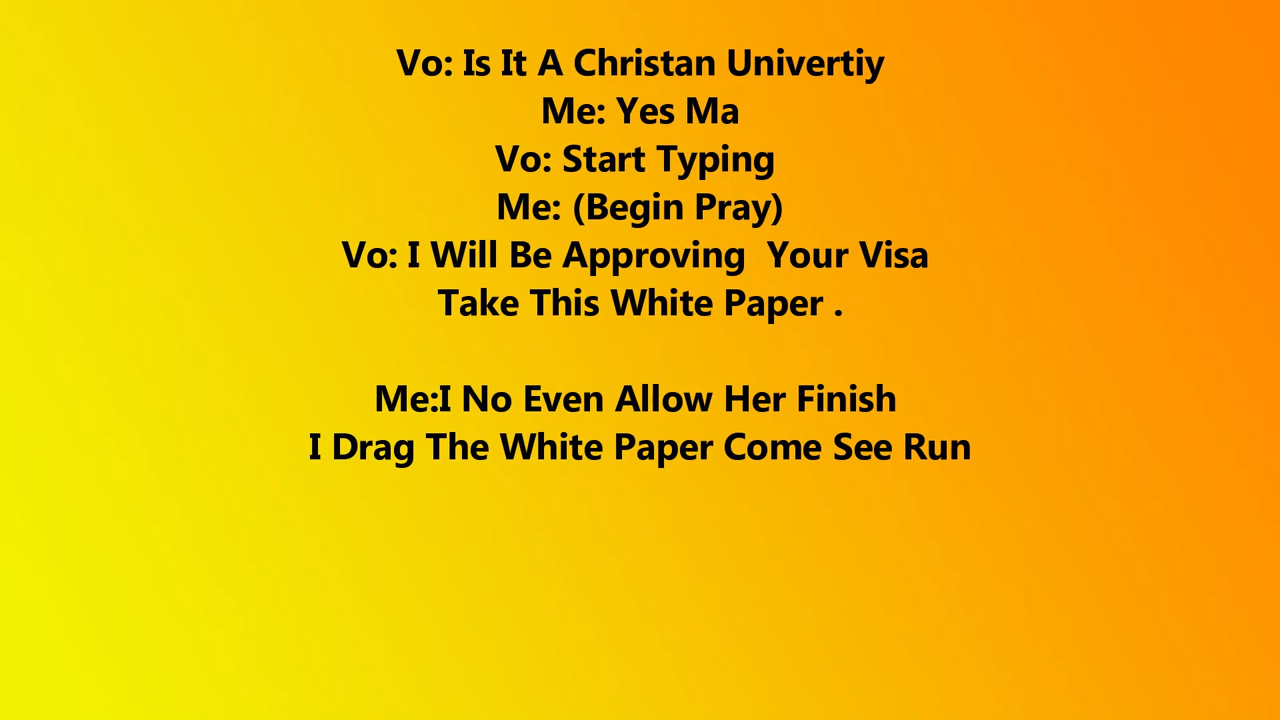 Vo: Is It A Christan Univertiy
Me: Yes Ma
Vo: Start Typing
Me: (Begin Pray)
Vo: I Will Be Approving  Your Visa
Take This White Paper .
Me:I No Even Allow Her Finish
I Drag The White Paper Come See Run